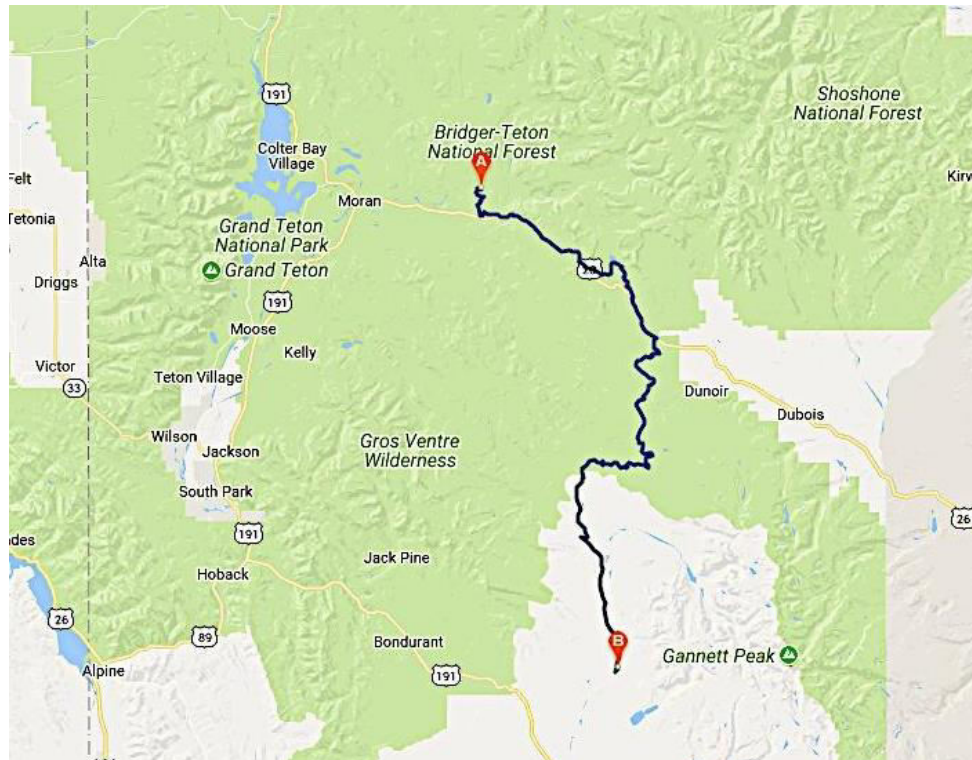 191
Shoshone
National Forest
Bridger-Teton
National Forest
Colter Bay
Village
A
Felt
Kirw
Moran
Tetonia
Grand Teton
National Park
Alta
Grand Teton
Driggs
191
Moose
Kelly
Victor
Teton Village
33
Dunoir
Dubois
Wilson
Gros Ventre
Wilderness
Jackson
South Park
26
191
Jack Pine
Hoback
26
89
Bondurant
B
Gannett Peak
Alpine
191